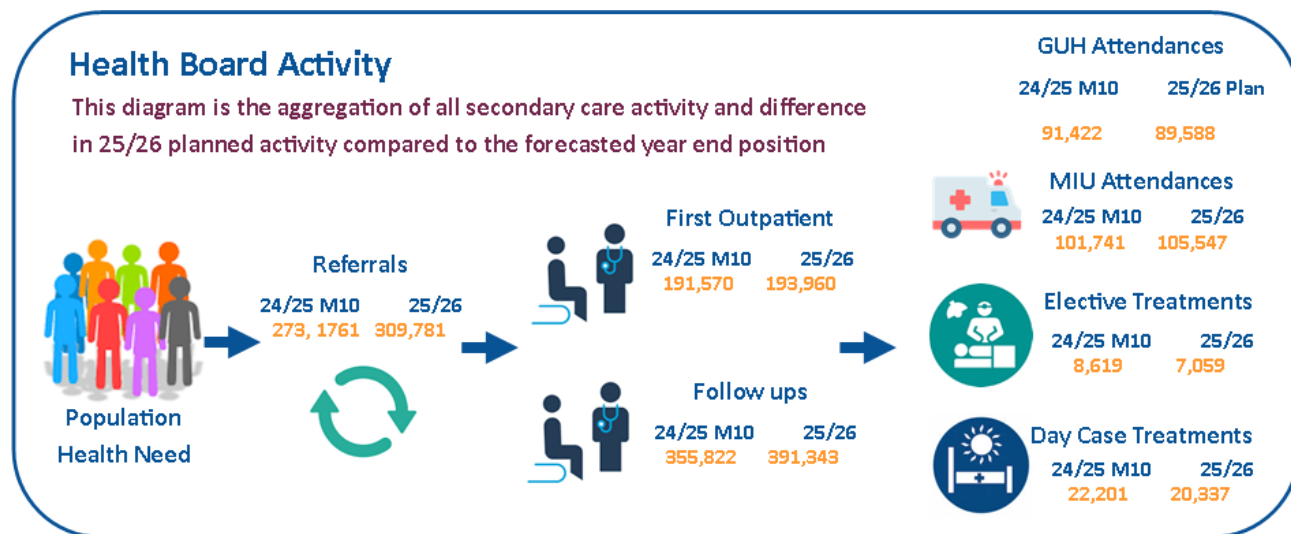 Health Board Activity
This diagram is the aggregation of all secondary care activity and difference
in 25/26 planned activity compared to the forecasted year end position
Population
Health Need
Referrals
24/25 M10 25/26
273, 1761 309,781
First Outpatient
24/25 M10 25/26
191,570 193,960
Follow ups
24/25 M10 25/26
355,822 391,343
GUH Attendances
24/25 M10 25/26 Plan
91,422 89,588
MIU Attendances
24/25 M10 25/26
101,741 105,547
Elective Treatments
24/25 M10 25/26
8,619 7,059
Day Case Treatments
24/25 M10 25/26
22,201 20,337